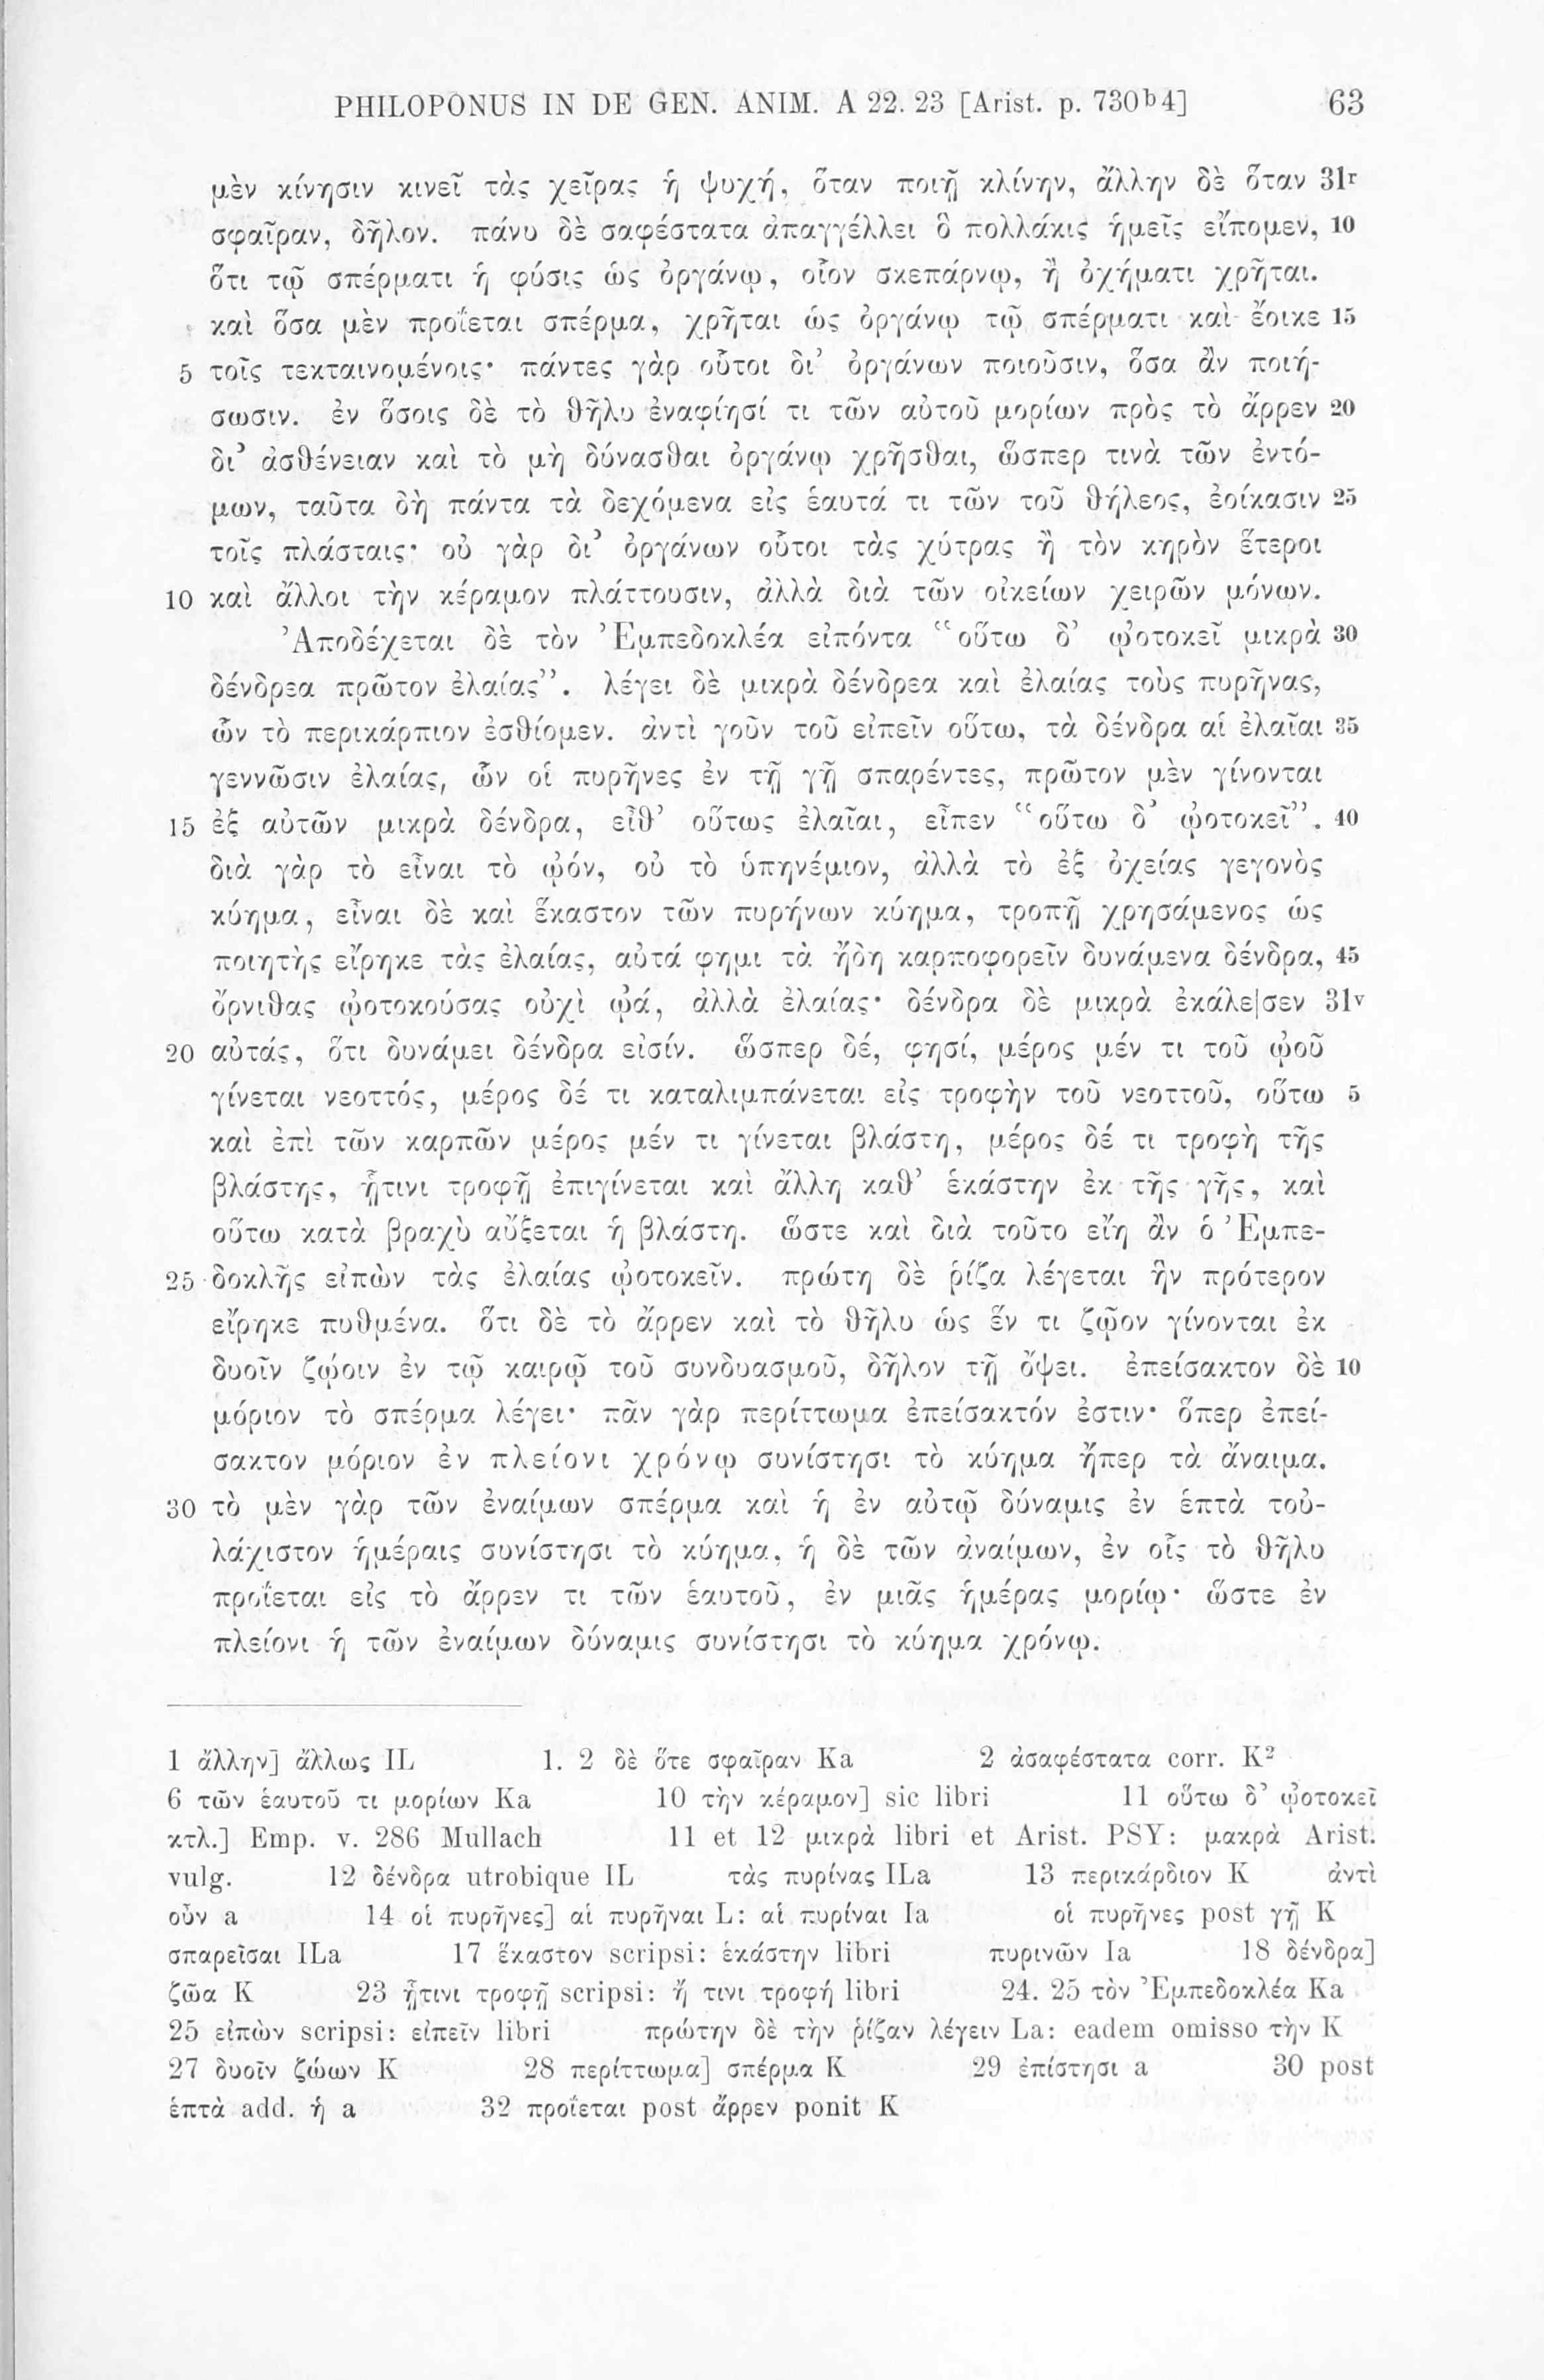 PHILOPONUS IN DE GEN. ANIM. A 22. 23 [Arist. p. 730ᵇ4] 63
μὲν κίνησιν κινεῖ τὰς χεῖρας ἡ ψυχή, ὅταν ποιῇ κλίνην, ἄλλην δὲ ὅταν 31ʳ
σφαῖραν, δῆλον. πάνυ δὲ σαφέστατα ἀπαγγέλλει ὃ πολλάκις ἡμεῖς εἴπομεν, 10
ὅτι τῷ σπέρματι ἡ φύσις ὡς ὀργάνῳ, οἷον σκεπάρνῳ, ἢ ὀχήματι χρῆται.
καὶ ὅσα μὲν προΐεται σπέρμα, χρῆται ὡς ὀργάνῳ τῷ σπέρματι καὶ ἔοικε 15
5 τοῖς τεκταινομένοις· πάντες γὰρ οὗτοι δι’ ὀργάνων ποιοῦσιν, ὅσα ἂν ποιή-
σωσιν. ἐν ὅσοις δὲ τὸ θῆλυ ἐναφίησί τι τῶν αὑτοῦ μορίων πρὸς τὸ ἄρρεν 20
δι’ ἀσθένειαν καὶ τὸ μὴ δύνασθαι ὀργάνῳ χρῆσθαι, ὥσπερ τινὰ τῶν ἐντό-
μων, ταῦτα δὴ πάντα τὰ δεχόμενα εἰς ἑαυτά τι τῶν τοῦ θήλεος, ἐοίκασιν 25
τοῖς πλάσταις· οὐ γὰρ δι’ ὀργάνων οὗτοι τὰς χύτρας ἢ τὸν κηρὸν ἕτεροι
10 καὶ ἄλλοι τὴν κέραμον πλάττουσιν, ἀλλὰ διὰ τῶν οἰκείων χειρῶν μόνων.
Ἀποδέχεται δὲ τὸν Ἐμπεδοκλέα εἰπόντα “οὕτω δ’ ᾠοτοκεῖ μικρὰ 30
δένδρεα πρῶτον ἐλαίας”. λέγει δὲ μικρὰ δένδρεα καὶ ἐλαίας τοὺς πυρῆνας,
ὧν τὸ περικάρπιον ἐσθίομεν. ἀντὶ γοῦν τοῦ εἰπεῖν οὕτω, τὰ δένδρα αἱ ἐλαῖαι 35
γεννῶσιν ἐλαίας, ὧν οἱ πυρῆνες ἐν τῇ γῇ σπαρέντες, πρῶτον μὲν γίνονται
15 ἐξ αὐτῶν μικρὰ δένδρα, εἶθ’ οὕτως ἐλαῖαι, εἶπεν “οὕτω δ’ ᾠοτοκεῖ”. 40
διὰ γὰρ τὸ εἶναι τὸ ᾠόν, οὐ τὸ ὑπηνέμιον, ἀλλὰ τὸ ἐξ ὀχείας γεγονὸς
κύημα, εἶναι δὲ καὶ ἕκαστον τῶν πυρήνων κύημα, τροπῇ χρησάμενος ὡς
ποιητὴς εἴρηκε τὰς ἐλαίας, αὐτά φημι τὰ ἤδη καρποφορεῖν δυνάμενα δένδρα, 45
ὄρνιθας ᾠοτοκούσας οὐχὶ ᾠά, ἀλλὰ ἐλαίας· δένδρα δὲ μικρὰ ἐκάλε|σεν 31ᵛ
20 αὐτάς, ὅτι δυνάμει δένδρα εἰσίν. ὥσπερ δέ, φησί, μέρος μέν τι τοῦ ᾠοῦ
γίνεται νεοττός, μέρος δέ τι καταλιμπάνεται εἰς τροφὴν τοῦ νεοττοῦ, οὕτω 5
καὶ ἐπὶ τῶν καρπῶν μέρος μέν τι γίνεται βλάστη, μέρος δέ τι τροφὴ τῆς
βλάστης, ᾗτινι τροφῇ ἐπιγίνεται καὶ ἄλλη καθ’ ἑκάστην ἐκ τῆς γῆς, καὶ
οὕτω κατὰ βραχὺ αὔξεται ἡ βλάστη. ὥστε καὶ διὰ τοῦτο εἴη ἂν ὁ Ἐμπε-
25 δοκλῆς εἰπὼν τὰς ἐλαίας ᾠοτοκεῖν. πρώτη δὲ ῥίζα λέγεται ἣν πρότερον
εἴρηκε πυθμένα. ὅτι δὲ τὸ ἄρρεν καὶ τὸ θῆλυ ὡς ἕν τι ζῷον γίνονται ἐκ
δυοῖν ζῴοιν ἐν τῷ καιρῷ τοῦ συνδυασμοῦ, δῆλον τῇ ὄψει. ἐπείσακτον δὲ 10
μόριον τὸ σπέρμα λέγει· πᾶν γὰρ περίττωμα ἐπείσακτόν ἐστιν· ὅπερ ἐπεί-
σακτον μόριον ἐν πλείονι χρόνῳ συνίστησι τὸ κύημα ἤπερ τὰ ἄναιμα.
30 τὸ μὲν γὰρ τῶν ἐναίμων σπέρμα καὶ ἡ ἐν αὐτῷ δύναμις ἐν ἑπτὰ τοὐ-
λάχιστον ἡμέραις συνίστησι τὸ κύημα, ἡ δὲ τῶν ἀναίμων, ἐν οἷς τὸ θῆλυ
προΐεται εἰς τὸ ἄρρεν τι τῶν ἑαυτοῦ, ἐν μιᾶς ἡμέρας μορίῳ· ὥστε ἐν
πλείονι ἡ τῶν ἐναίμων δύναμις συνίστησι τὸ κύημα χρόνῳ.
1 ἄλλην] ἄλλως IL 1. 2 δὲ ὅτε σφαῖραν Ka 2 ἀσαφέστατα corr. K²
6 τῶν ἑαυτοῦ τι μορίων Ka 10 τὴν κέραμον] sic libri 11 οὕτω δ’ ᾠοτοκεῖ
κτλ.] Emp. v. 286 Mullach 11 et 12 μικρὰ libri et Arist. PSY: μακρὰ Arist.
vulg. 12 δένδρα utrobique IL τὰς πυρίνας ILa 13 περικάρδιον K ἀντὶ
οὖν a 14 οἱ πυρῆνες] αἱ πυρῆναι L: αἱ πυρίναι Ia οἱ πυρῆνες post γῇ K
σπαρεῖσαι ILa 17 ἕκαστον scripsi: ἑκάστην libri πυρινῶν Ia 18 δένδρα]
ζῶα K 23 ᾗτινι τροφῇ scripsi: ἤ τινι τροφή libri 24. 25 τὸν Ἐμπεδοκλέα Ka
25 εἰπὼν scripsi: εἰπεῖν libri πρώτην δὲ τὴν ῥίζαν λέγειν La: eadem omisso τὴν K
27 δυοῖν ζώων K 28 περίττωμα] σπέρμα K 29 ἐπίστησι a 30 post
ἑπτὰ add. ἡ a 32 προΐεται post ἄρρεν ponit K